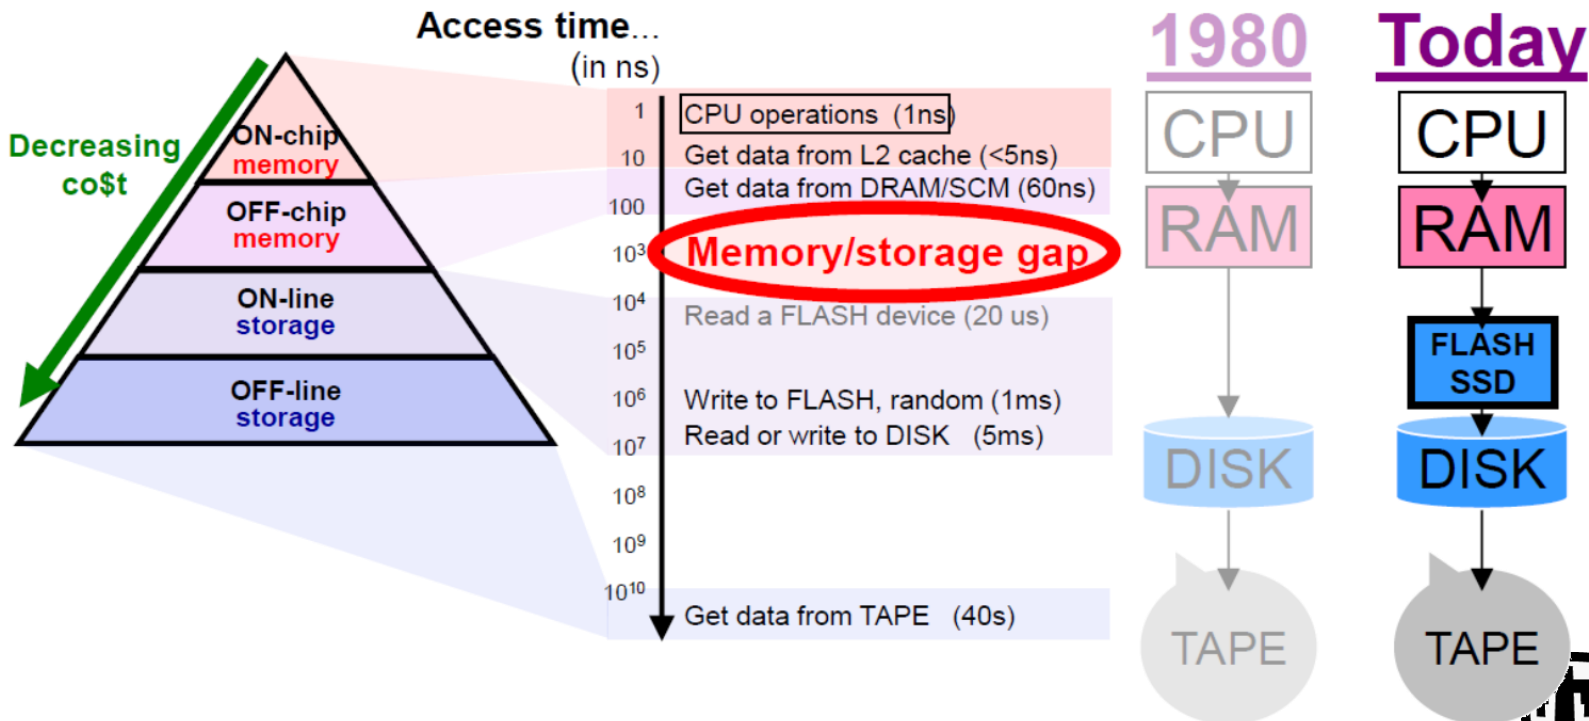 Access time...
(in ns)
Decreasing
co$t
ON-chip
memory
OFF-chip
memory
ON-line
storage
OFF-line
storage
1
10
100
10³
10⁴
10⁵
10⁶
10⁷
10⁸
10⁹
10¹⁰
CPU operations (1ns)
Get data from L2 cache (<5ns)
Get data from DRAM/SCM (60ns)
Memory/storage gap
Read a FLASH device (20 us)
Write to FLASH, random (1ms)
Read or write to DISK (5ms)
Get data from TAPE (40s)
1980
CPU
RAM
DISK
TAPE
Today
CPU
RAM
FLASH
SSD
DISK
TAPE